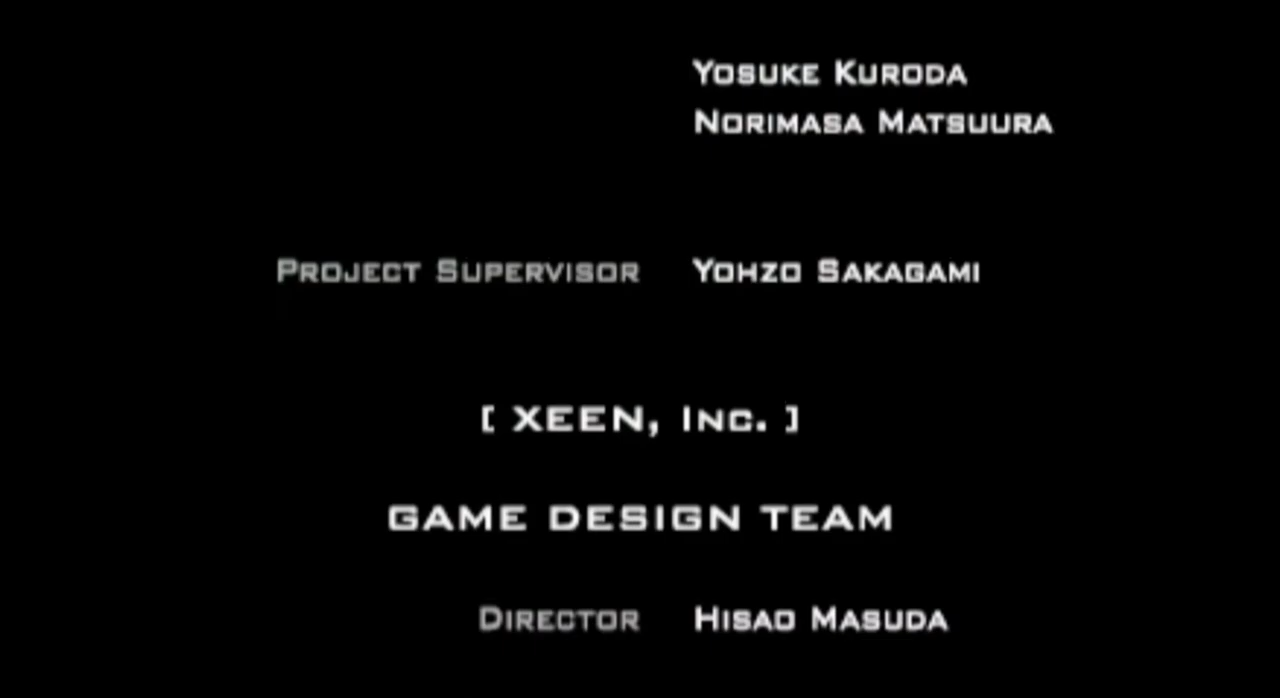 Yosuke Kuroda
Norimasa Matsuura
Project Supervisor Yohzo Sakagami
[ XEEN, Inc. ]
GAME DESIGN TEAM
Director Hisao Masuda